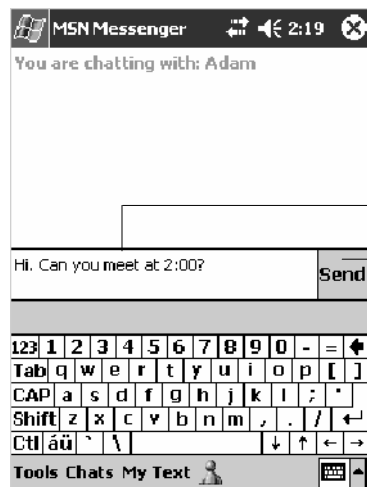 MSN Messenger 2:19
You are chatting with: Adam
Hi. Can you meet at 2:00?
Send
123 1 2 3 4 5 6 7 8 9 0 - =
Tab q w e r t y u i o p [ ]
CAP a s d f g h j k l ; '
Shift z x c v b n m , . /
Ctl áü ` \
Tools Chats My Text